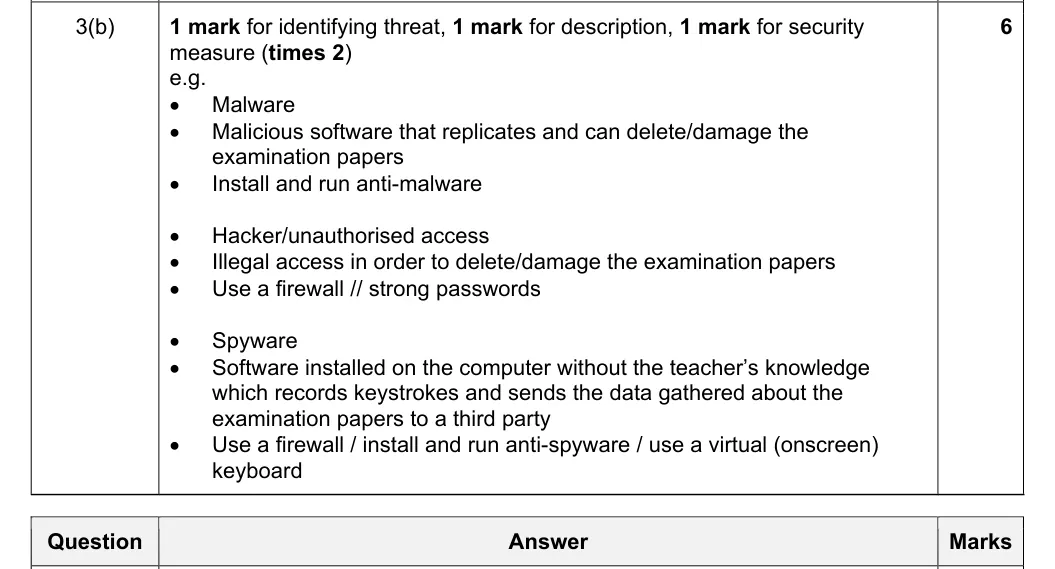 3(b)
1 mark for identifying threat, 1 mark for description, 1 mark for security
measure (times 2)
e.g.
• Malware
• Malicious software that replicates and can delete/damage the
examination papers
• Install and run anti-malware
• Hacker/unauthorised access
• Illegal access in order to delete/damage the examination papers
• Use a firewall // strong passwords
• Spyware
• Software installed on the computer without the teacher’s knowledge
which records keystrokes and sends the data gathered about the
examination papers to a third party
• Use a firewall / install and run anti-spyware / use a virtual (onscreen)
keyboard
6
Question Answer Marks